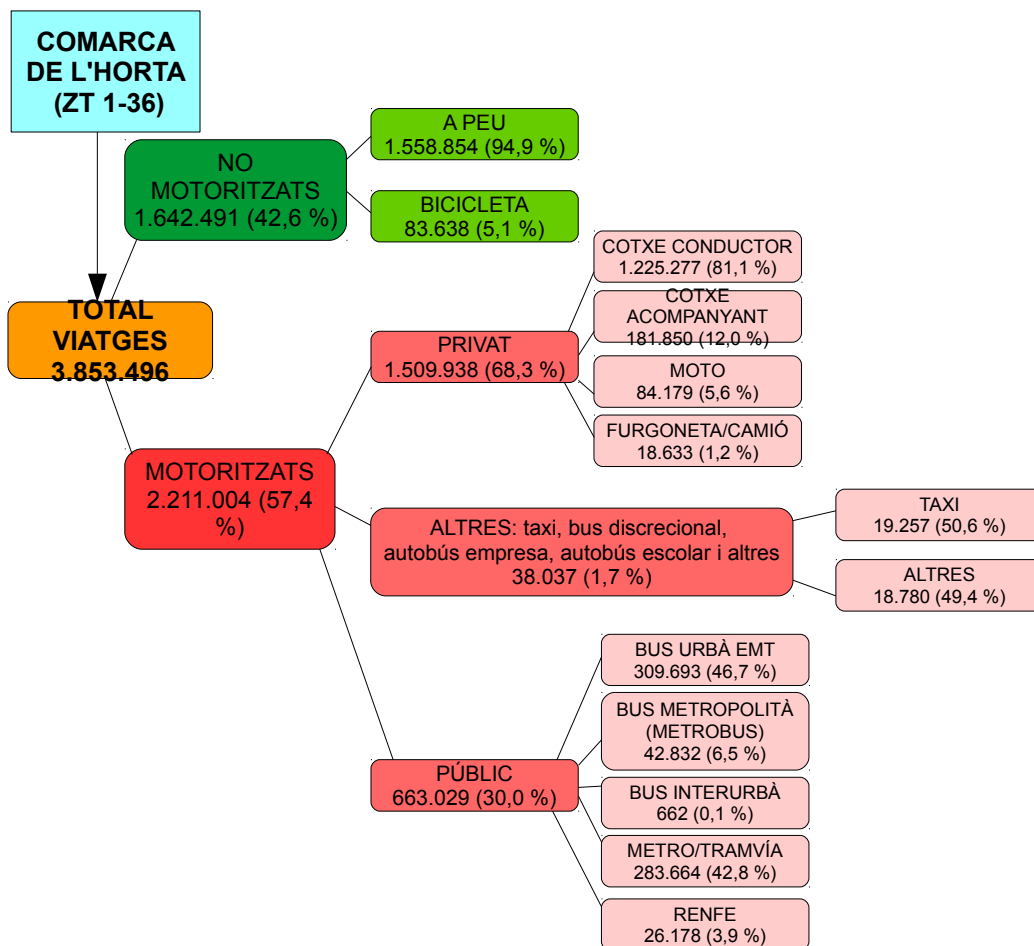 COMARCA
DE L'HORTA
(ZT 1-36)
A PEU
1.558.854 (94,9 %)
NO
MOTORITZATS
1.642.491 (42,6 %)
BICICLETA
83.638 (5,1 %)
COTXE CONDUCTOR
1.225.277 (81,1 %)
TOTAL
VIATGES
3.853.496
COTXE
ACOMPANYANT
181.850 (12,0 %)
PRIVAT
1.509.938 (68,3 %)
MOTO
84.179 (5,6 %)
FURGONETA/CAMIÓ
18.633 (1,2 %)
MOTORITZATS
2.211.004 (57,4
%)
ALTRES: taxi, bus discrecional,
autobús empresa, autobús escolar i altres
38.037 (1,7 %)
TAXI
19.257 (50,6 %)
ALTRES
18.780 (49,4 %)
BUS URBÀ EMT
309.693 (46,7 %)
BUS METROPOLITÀ
(METROBUS)
42.832 (6,5 %)
PÚBLIC
663.029 (30,0 %)
BUS INTERURBÀ
662 (0,1 %)
METRO/TRAMVÍA
283.664 (42,8 %)
RENFE
26.178 (3,9 %)